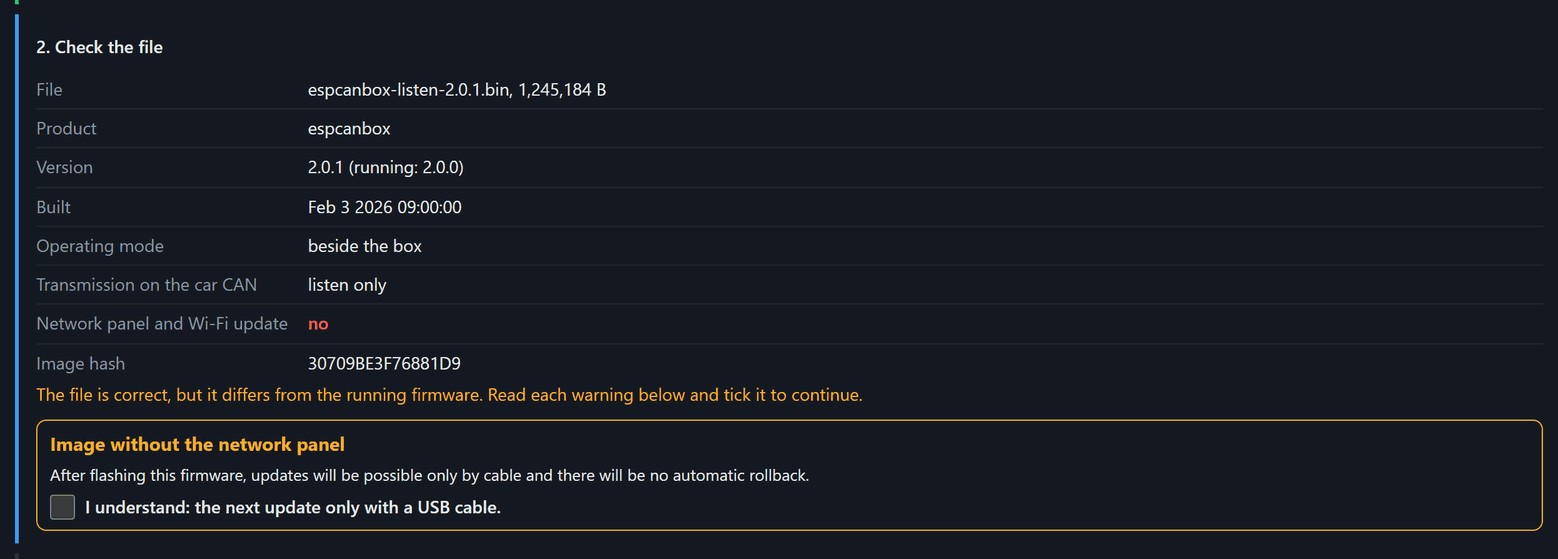 2. Check the file
File espcanbox-listen-2.0.1.bin, 1,245,184 B
Product espcanbox
Version 2.0.1 (running: 2.0.0)
Built Feb 3 2026 09:00:00
Operating mode beside the box
Transmission on the car CAN listen only
Network panel and Wi-Fi update no
Image hash 30709BE3F76881D9
The file is correct, but it differs from the running firmware. Read each warning below and tick it to continue.
Image without the network panel
After flashing this firmware, updates will be possible only by cable and there will be no automatic rollback.
I understand: the next update only with a USB cable.